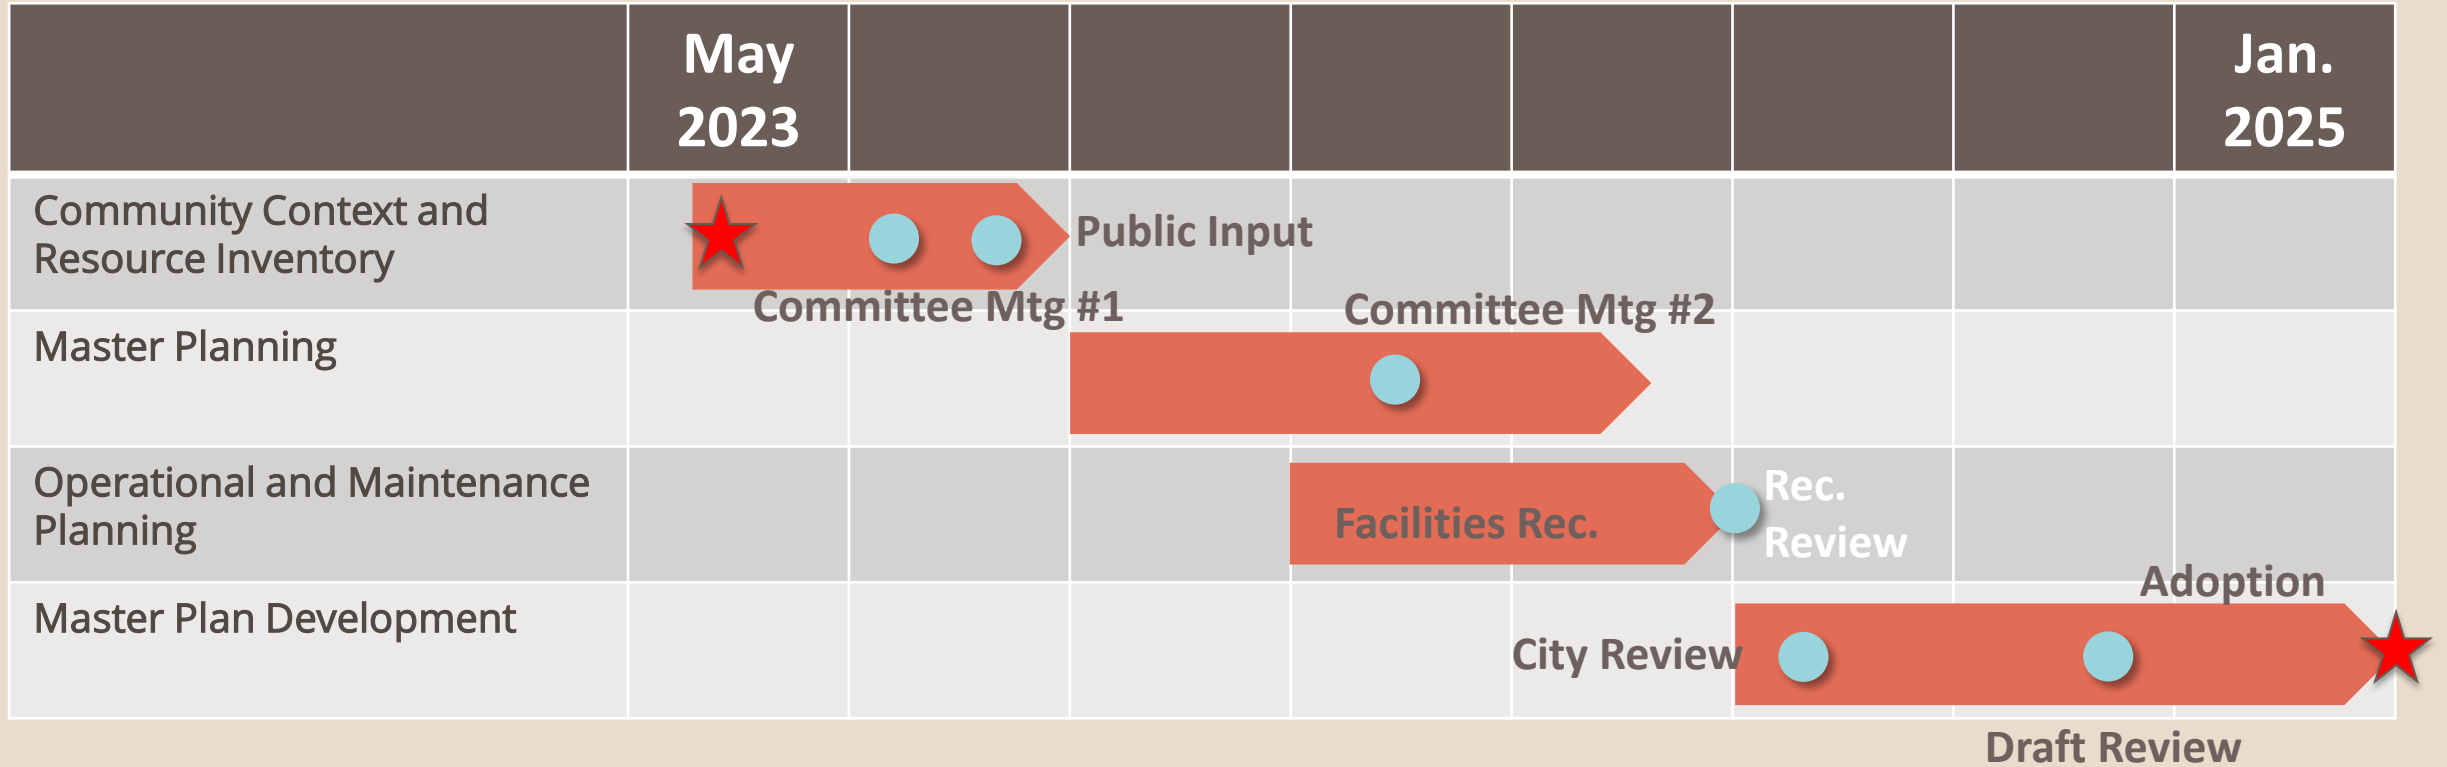 May
2023
Jan.
2025
Community Context and
Resource Inventory
Public Input
Committee Mtg #1
Committee Mtg #2
Master Planning
Operational and Maintenance
Planning
Facilities Rec.
Rec.
Review
Adoption
Master Plan Development
City Review
Draft Review